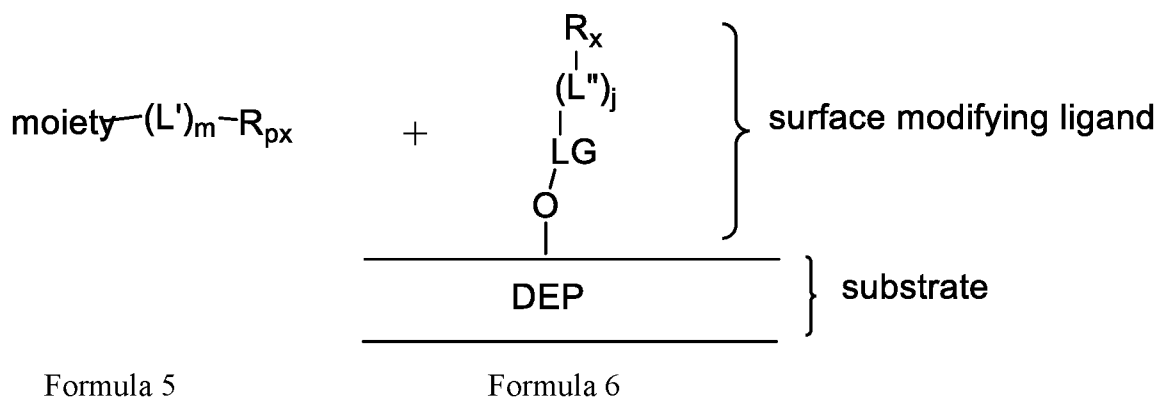 Rx
(L")j
moiety-(L')m-Rpx + surface modifying ligand
LG
O
DEP substrate
Formula 5 Formula 6